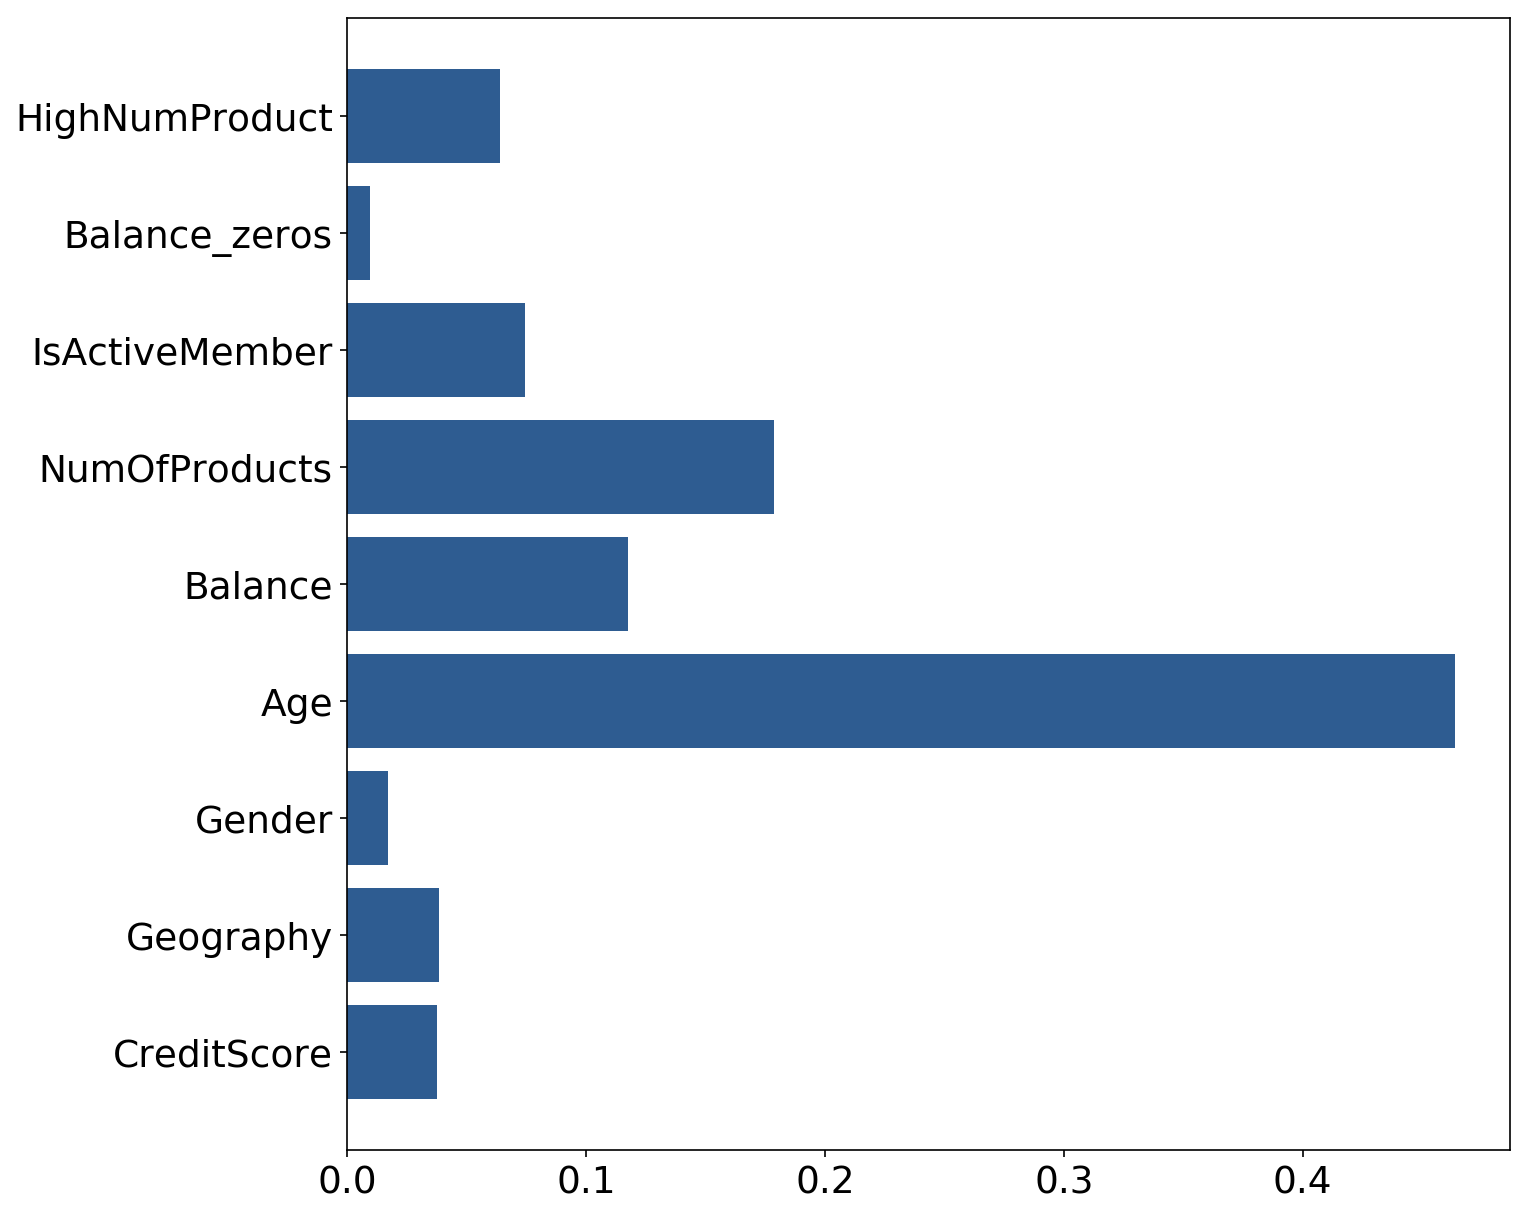 HighNumProduct
Balance_zeros
IsActiveMember
NumOfProducts
Balance
Age
Gender
Geography
CreditScore
0.0 0.1 0.2 0.3 0.4